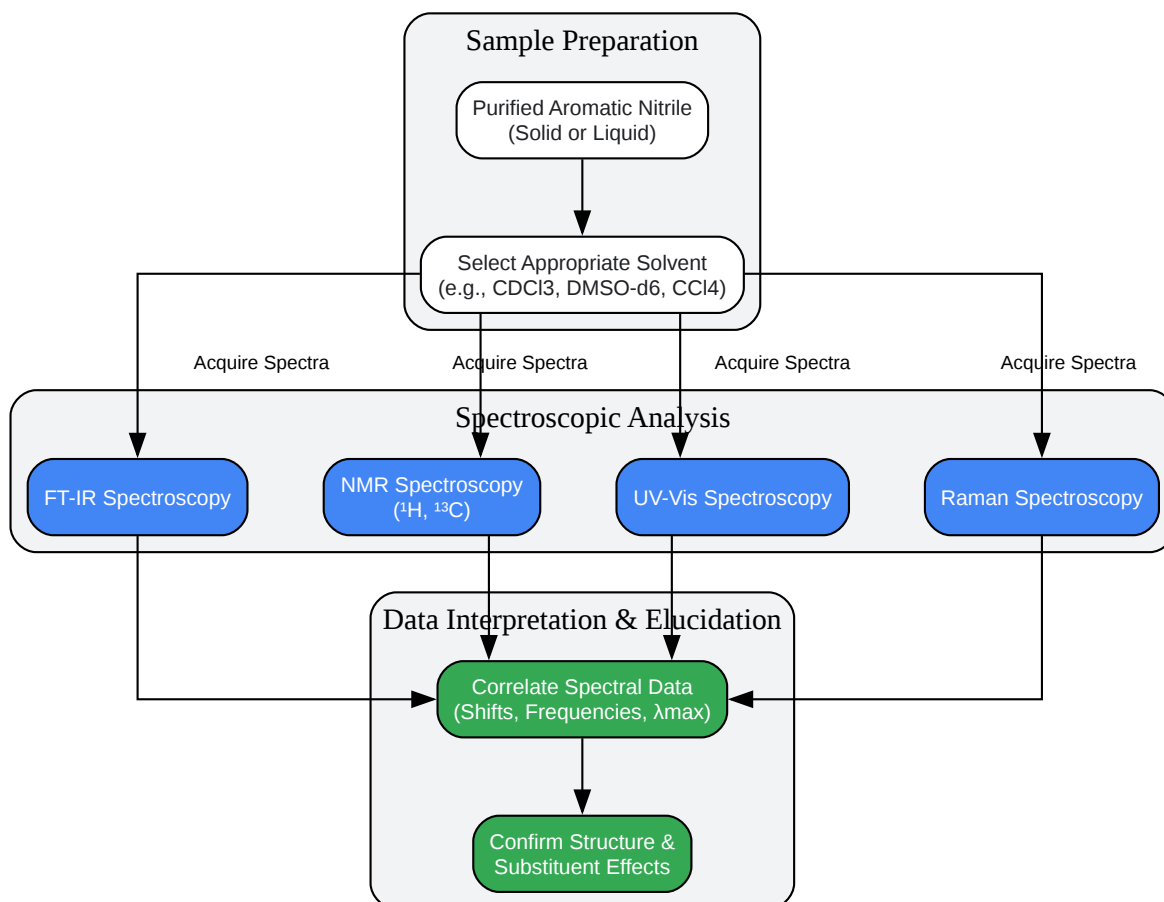 Sample Preparation
Purified Aromatic Nitrile
(Solid or Liquid)
Select Appropriate Solvent
(e.g., CDCl3, DMSO-d6, CCl4)
Acquire Spectra
Acquire Spectra
Acquire Spectra
Acquire Spectra
Spectroscopic Analysis
FT-IR Spectroscopy
NMR Spectroscopy
(¹H, ¹³C)
UV-Vis Spectroscopy
Raman Spectroscopy
Data Interpretation & Elucidation
Correlate Spectral Data
(Shifts, Frequencies, λmax)
Confirm Structure &
Substituent Effects